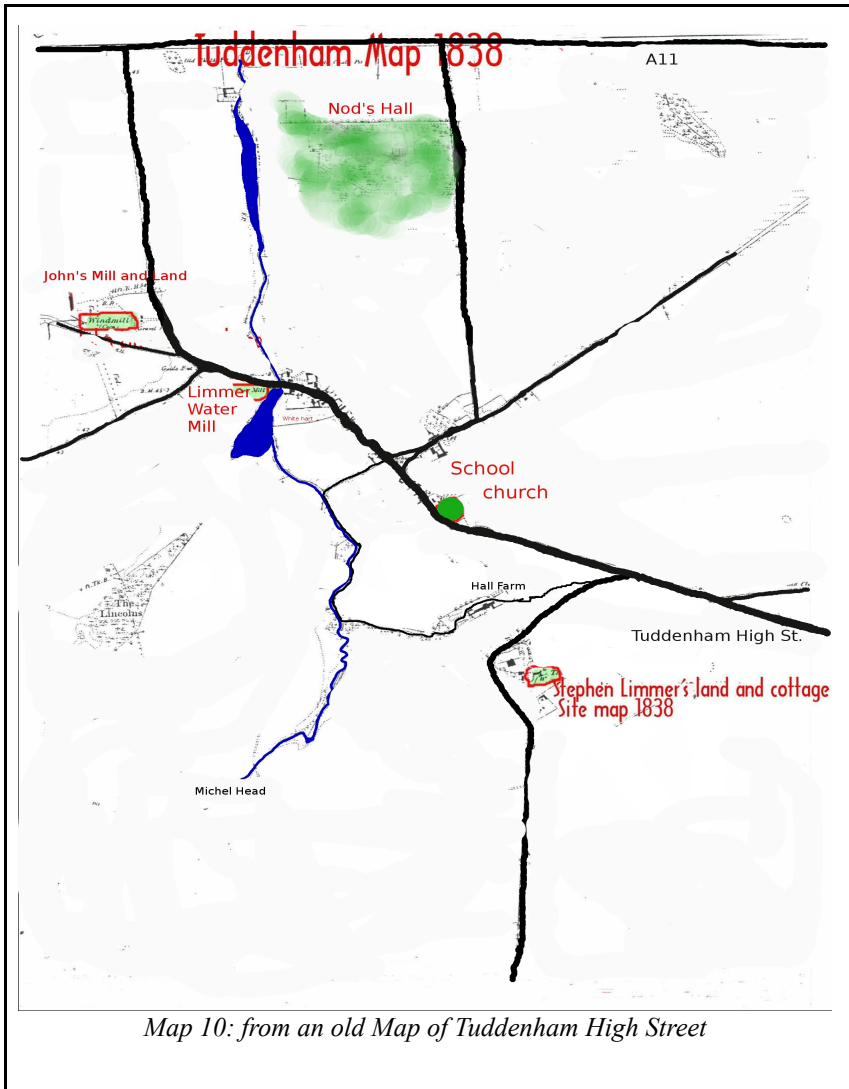 Tuddenham Map 1838
A11
Nod's Hall
John's Mill and Land
Windmill
Limmer
Water
Mill
Mill
White hart
School
church
Hall Farm
The
Lincolns
Tuddenham High St.
Stephen Limmer's land and cottage
Site map 1838
Michel Head
Map 10: from an old Map of Tuddenham High Street